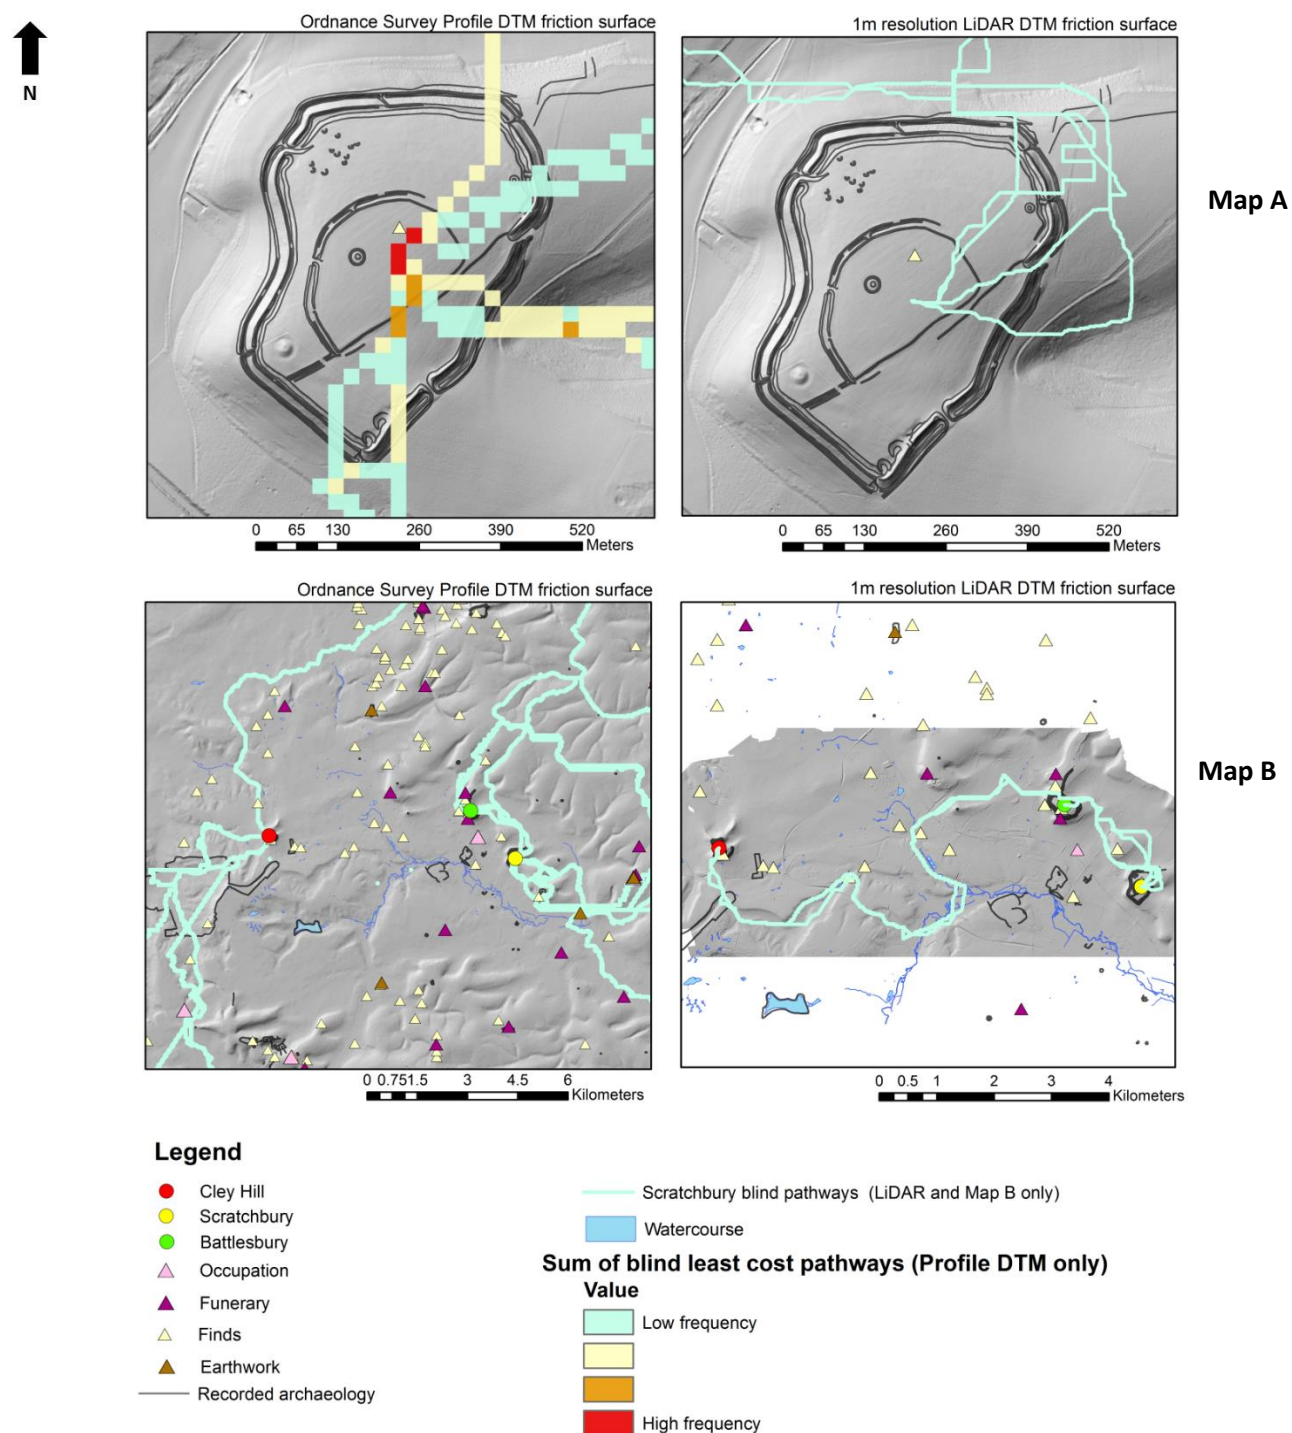 Ordnance Survey Profile DTM friction surface
1m resolution LiDAR DTM friction surface
N
Map A
0 65 130 260 390 520
Meters
0 65 130 260 390 520
Meters
Ordnance Survey Profile DTM friction surface
1m resolution LiDAR DTM friction surface
Map B
0 0.751.5 3 4.5 6
Kilometers
0 0.5 1 2 3 4
Kilometers
Legend
Cley Hill
Scratchbury
Battlesbury
Occupation
Funerary
Finds
Earthwork
Recorded archaeology
Scratchbury blind pathways (LiDAR and Map B only)
Watercourse
Sum of blind least cost pathways (Profile DTM only)
Value
Low frequency
High frequency